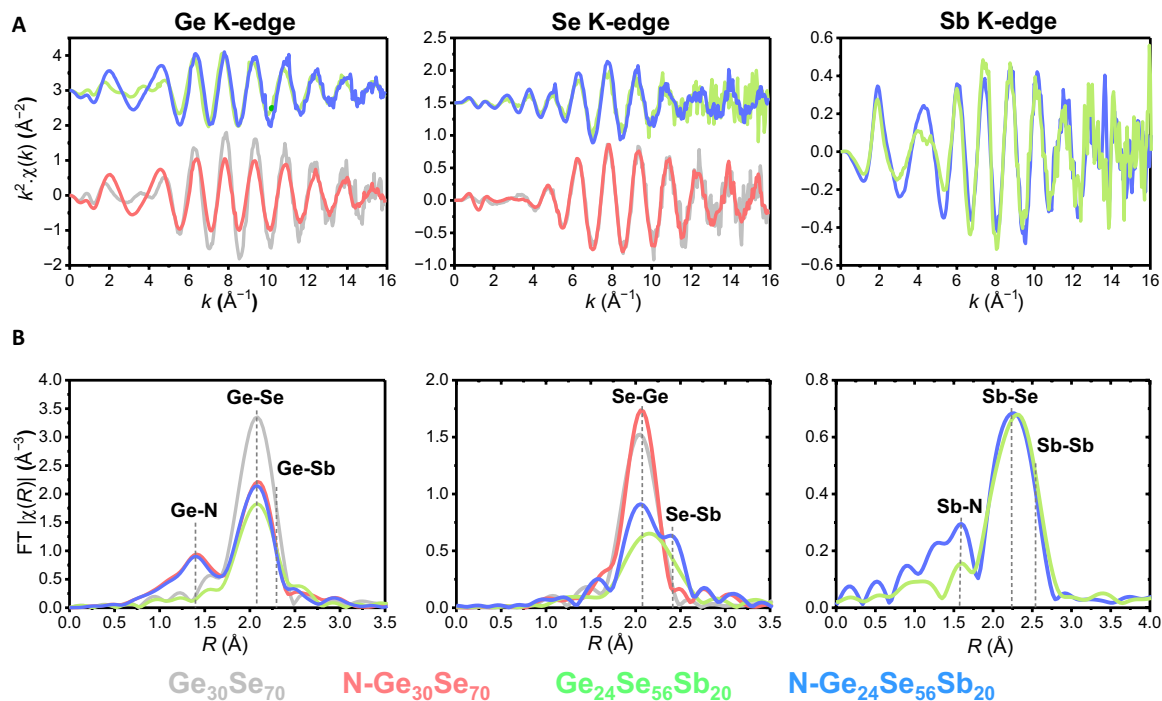 A
Ge K-edge
Se K-edge
Sb K-edge
k².χ(k) (Å⁻²)
4
3
2
1
0
−1
−2
0 2 4 6 8 10 12 14 16
k (Å⁻¹)
2.5
2.0
1.5
1.0
0.5
0.0
−0.5
−1.0
0 2 4 6 8 10 12 14 16
k (Å⁻¹)
0.6
0.4
0.2
0.0
−0.2
−0.4
−0.6
0 2 4 6 8 10 12 14 16
k (Å⁻¹)
B
FT |χ(R)| (Å⁻³)
4.0
3.5
3.0
2.5
2.0
1.5
1.0
0.5
0.0
Ge-Se
Ge-Sb
Ge-N
0.0 0.5 1.0 1.5 2.0 2.5 3.0 3.5
R (Å)
2.0
1.5
1.0
0.5
0.0
Se-Ge
Se-Sb
0.0 0.5 1.0 1.5 2.0 2.5 3.0 3.5
R (Å)
0.8
0.6
0.4
0.2
0.0
Sb-Se
Sb-Sb
Sb-N
0.0 0.5 1.0 1.5 2.0 2.5 3.0 3.5 4.0
R (Å)
Ge₃₀Se₇₀ N-Ge₃₀Se₇₀ Ge₂₄Se₅₆Sb₂₀ N-Ge₂₄Se₅₆Sb₂₀